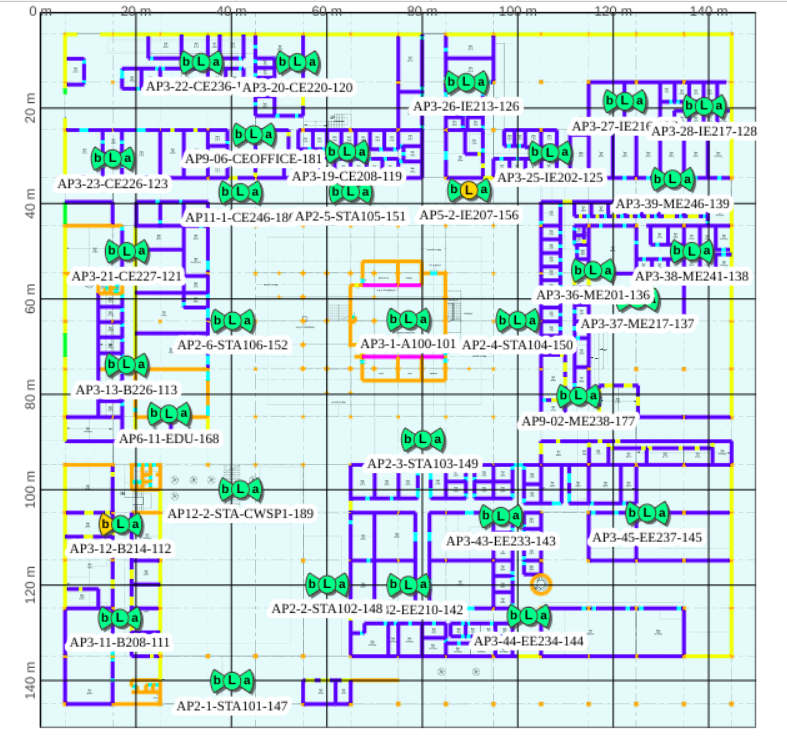 0 m 20 m 60 m 80 m 100 m 120 m 140 m
b L a b L a
AP3-22-CE236- AP3-20-CE220-120
b L a
AP3-26-IE213-126
b L a b L a
AP3-27-IE216 AP3-28-IE217-128
20 m
b L a
AP9-06-CEOFFICE-181
b L a
AP3-23-CE226-123
b L a
AP3-19-CE208-119
b L a
AP3-25-IE202-125
b L a
AP3-39-ME246-139
40 m
b L a
AP11-1-CE246-18
b L a
AP2-5-STA105-151
b L a
AP5-2-IE207-156
b L a
AP3-21-CE227-121
b L a
AP3-38-ME241-138
b L a
AP3-36-ME201-136
60 m
AP3-37-ME217-137
b L a
AP2-6-STA106-152
b L a
AP3-1-A100-101
b L a
AP2-4-STA104-150
b L a
AP3-13-B226-113
80 m
b L a
AP9-02-ME238-177
b L a
AP6-11-EDU-168
b L a
AP2-3-STA103-149
100 m
b L a
AP12-2-STA-CWSP1-189
b L a
AP3-12-B214-112
b L a
AP3-43-EE233-143
b L a
AP3-45-EE237-145
120 m
b L a
AP2-2-STA102-148
b L a
2-EE210-142
b L a
AP3-11-B208-111
b L a
AP3-44-EE234-144
140 m
b L a
AP2-1-STA101-147